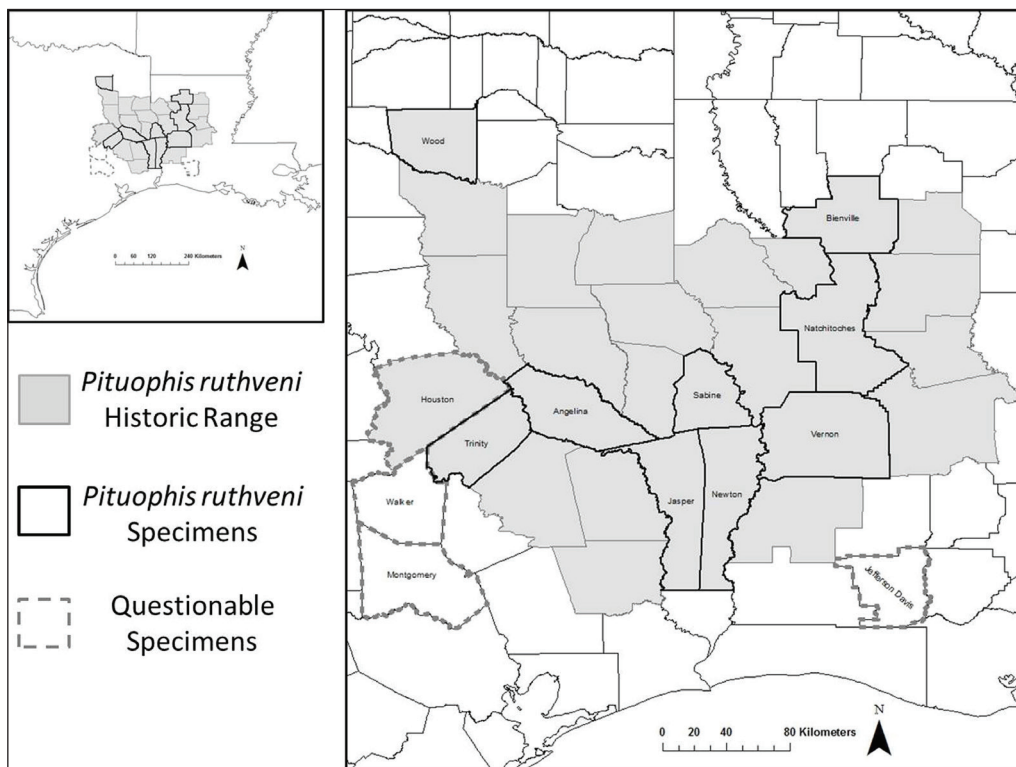 N
0 60 120 240 Kilometers
Pituophis ruthveni
Historic Range
Pituophis ruthveni
Specimens
Questionable
Specimens
Wood
Bienville
Natchitoches
Houston
Angelina
Sabine
Trinity
Vernon
Walker
Jasper
Newton
Montgomery
Jefferson Davis
N
0 20 40 80 Kilometers